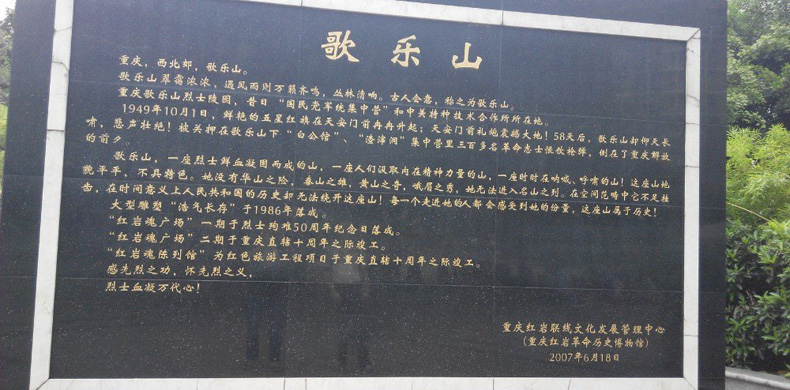 歌乐山
重庆，西北郊，歌乐山。
歌乐山翠霭浓浓，遇风雨则万籁齐鸣，丛林清响。古人会意，称之为歌乐山。
重庆歌乐山烈士陵园，昔日“国民党军统集中营”和中美特种技术合作所所在地。
1949年10月1日，鲜艳的五星红旗在天安门前冉冉升起；天安门前礼炮震撼大地！58天后，歌乐山却仰天长
啸，悲声壮绝！被关押在歌乐山下“白公馆”、“渣滓洞”集中营里三百多名革命志士恨饮枪弹，倒在了重庆解放
的前夕。
歌乐山，一座烈士鲜血凝固而成的山，一座人们汲取内在精神力量的山，一座时时在呐喊、呼啸的山！这座山地
貌平平，不具特色。她没有华山之险，泰山之雄，黄山之奇，峨眉之秀，她无法进入名山之列。在空间范畴中它不足挂
齿，在时间意义上人民共和国的历史却无法绕开这座山！每一个走进她的人都会感受到她的份量，这座山属于历史！
大型雕塑“浩气长存”于1986年落成。
“红岩魂广场”一期于烈士殉难50周年纪念日落成。
“红岩魂广场”二期于重庆直辖十周年之际竣工。
“红岩魂陈列馆”为红色旅游工程项目于重庆直辖十周年之际竣工。
感先烈之功，怀先烈之义，
烈士血凝万代心！
重庆红岩联线文化发展管理中心
（重庆红岩革命历史博物馆）
2007年6月18日